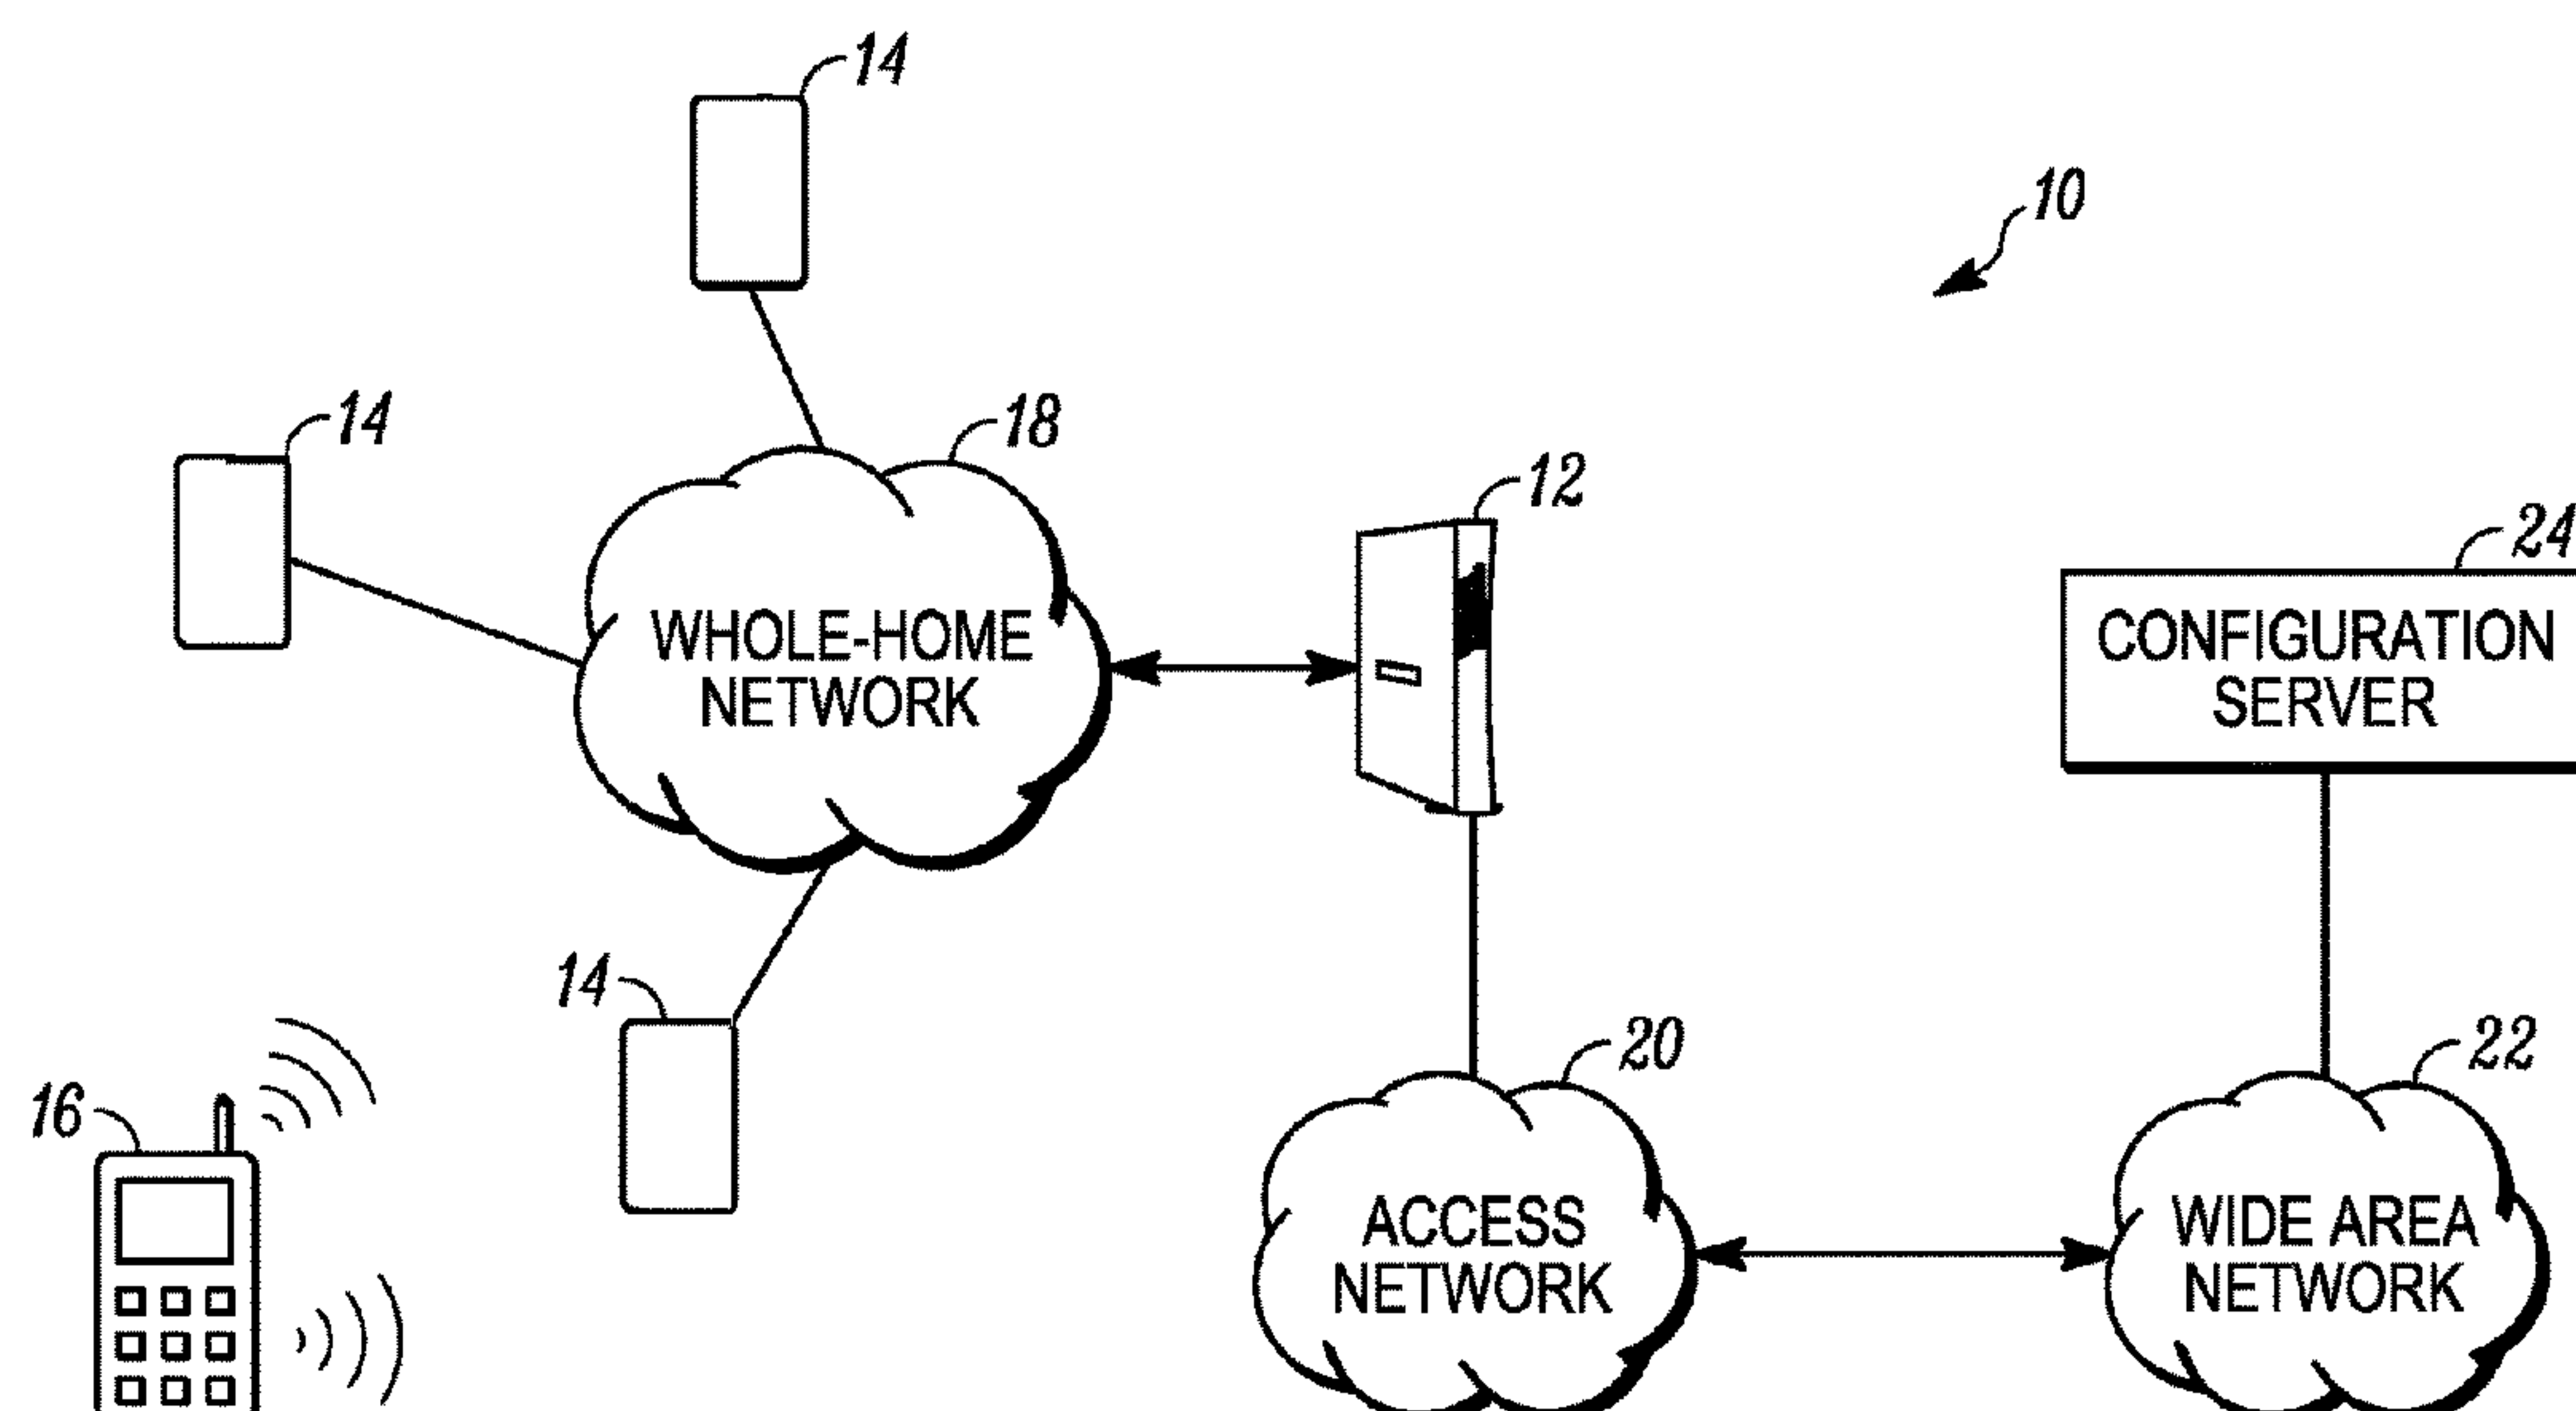 14
10
14
18
12
24
WHOLE-HOME
NETWORK
CONFIGURATION
SERVER
14
20
22
16
ACCESS
NETWORK
WIDE AREA
NETWORK